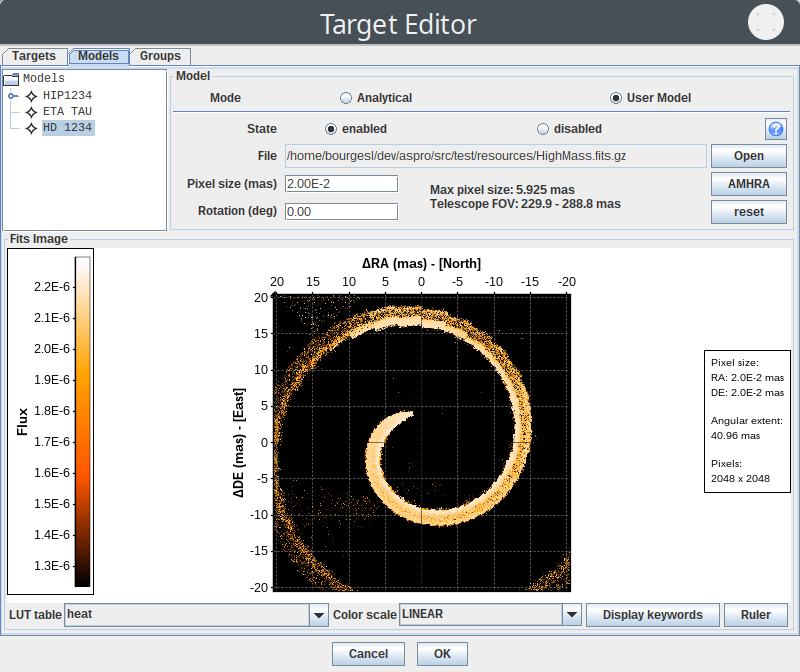 Target Editor
Targets Models Groups
Models
HIP1234
ETA TAU
HD 1234
Model
Mode Analytical User Model
State enabled disabled ?
File /home/bourgesl/dev/aspro/src/test/resources/HighMass.fits.gz Open
Pixel size (mas) 2.00E-2 AMHRA
Max pixel size: 5.925 mas
Telescope FOV: 229.9 - 288.8 mas
Rotation (deg) 0.00 reset
Fits Image
ΔRA (mas) - [North]
20 15 10 5 0 -5 -10 -15 -20
Flux
2.2E-6
2.1E-6
2.0E-6
1.9E-6
1.8E-6
1.7E-6
1.6E-6
1.5E-6
1.4E-6
1.3E-6
ΔDE (mas) - [East]
20
15
10
5
0
-5
-10
-15
-20
Pixel size:
RA: 2.0E-2 mas
DE: 2.0E-2 mas
Angular extent:
40.96 mas
Pixels:
2048 x 2048
LUT table heat Color scale LINEAR Display keywords Ruler
Cancel OK